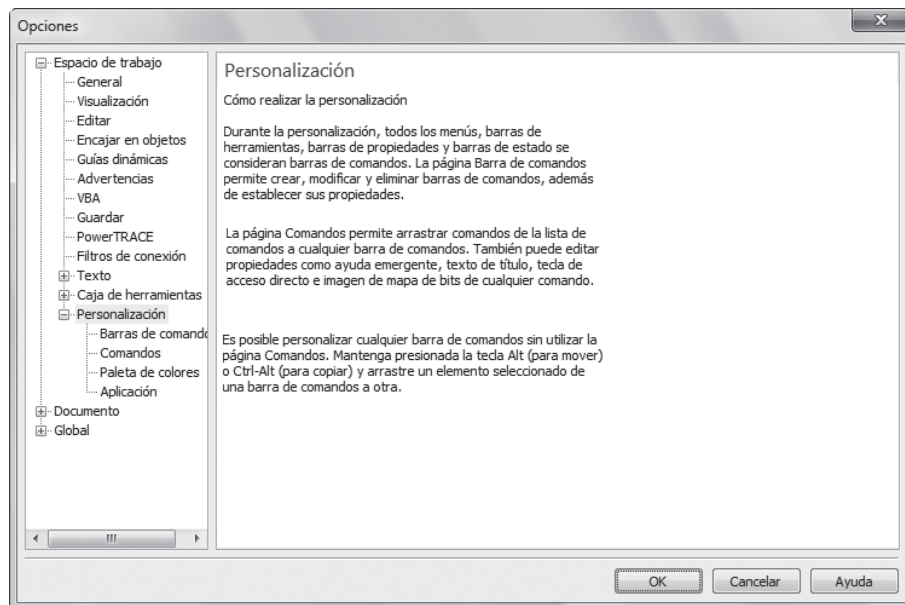 Opciones
Espacio de trabajo
General
Visualización
Editar
Encajar en objetos
Guías dinámicas
Advertencias
VBA
Guardar
PowerTRACE
Filtros de conexión
Texto
Caja de herramientas
Personalización
Barras de comando
Comandos
Paleta de colores
Aplicación
Documento
Global
Personalización
Cómo realizar la personalización
Durante la personalización, todos los menús, barras de
herramientas, barras de propiedades y barras de estado se
consideran barras de comandos. La página Barra de comandos
permite crear, modificar y eliminar barras de comandos, además
de establecer sus propiedades.
La página Comandos permite arrastrar comandos de la lista de
comandos a cualquier barra de comandos. También puede editar
propiedades como ayuda emergente, texto de título, tecla de
acceso directo e imagen de mapa de bits de cualquier comando.
Es posible personalizar cualquier barra de comandos sin utilizar la
página Comandos. Mantenga presionada la tecla Alt (para mover)
o Ctrl-Alt (para copiar) y arrastre un elemento seleccionado de
una barra de comandos a otra.
OK
Cancelar
Ayuda